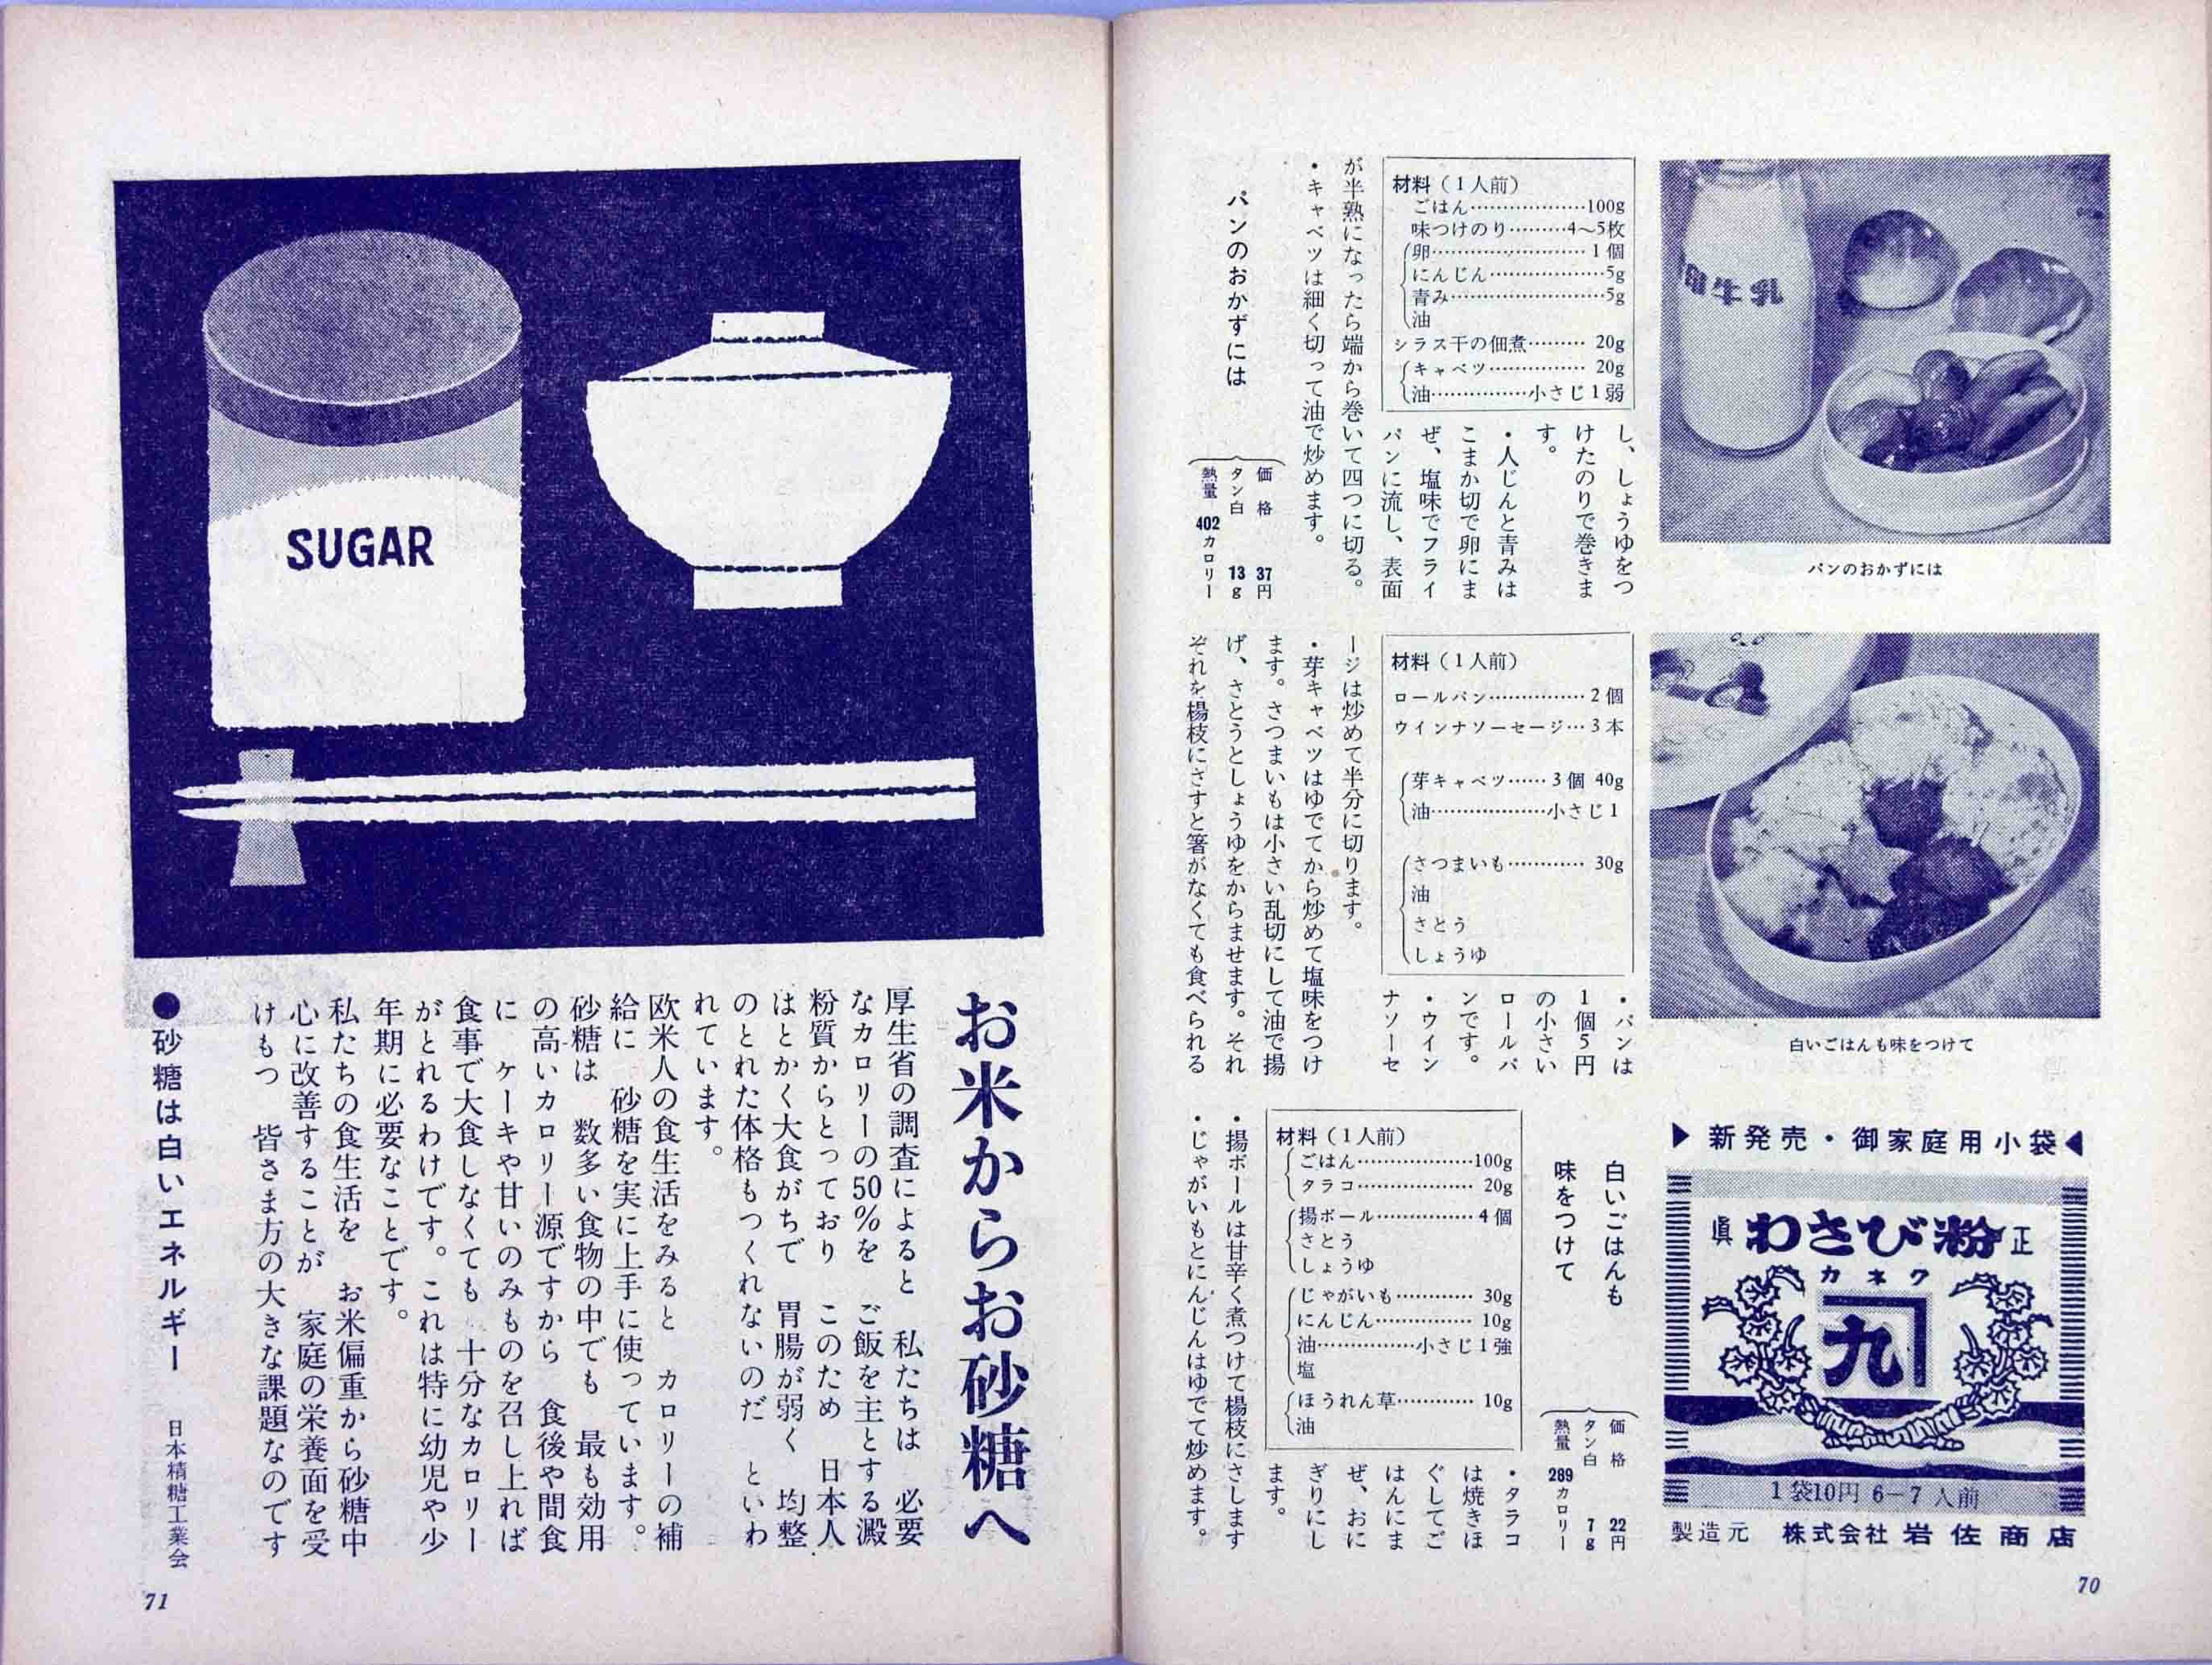 材料（１人前）
ごはん………………100g
味つけのり………4〜5枚
卵……………………1個
にんじん………………5g
青み……………………5g
油
シラス干の佃煮……… 20g
キャベツ…………… 20g
油……………小さじ1弱
し、しょうゆをつ
けたのりで巻きま
す。
・人じんと青みは
こまか切で卵にま
ぜ、塩味でフライ
パンに流し、表面
が半熟になったら端から巻いて四つに切る。
・キャベツは細く切って油で炒めます。
パンのおかずには
価格 37円
タン白 13g
熱量 402カロリー
印牛乳
パンのおかずには
材料（１人前）
ロールパン……………2個
ウインナソーセージ…3本
芽キャベツ……3個 40g
油………………小さじ1
さつまいも………… 30g
油
さとう
しょうゆ
・パンは
1個5円
の小さい
ロールパ
ンです。
・ウイン
ナソーセ
ージは炒めて半分に切ります。
・芽キャベツはゆでてから炒めて塩味をつけ
ます。さつまいもは小さい乱切にして油で揚
げ、さとうとしょうゆをからませます。それ
ぞれを楊枝にさすと箸がなくても食べられる
白いごはんも味をつけて
白いごはんも
味をつけて
価格 22円
タン白 7g
熱量 289カロリー
材料（１人前）
ごはん………………100g
タラコ……………… 20g
揚ボール……………4個
さとう
しょうゆ
じゃがいも………… 30g
にんじん…………… 10g
油……………小さじ1強
塩
ほうれん草………… 10g
油
・タラコ
は焼きほ
ぐしてご
はんにま
ぜ、おに
ぎりにし
ます。
・揚ボールは甘辛く煮つけて楊枝にさします
・じゃがいもとにんじんはゆでて炒めます。
▶新発売・御家庭用小袋◀
眞 わさび粉 正
カネク
九
1袋10円 6−7人前
製造元 株式会社 岩佐商店
70
SUGAR
お米からお砂糖へ
厚生省の調査によると 私たちは 必要
なカロリーの50%を ご飯を主とする澱
粉質からとっており このため 日本人
はとかく大食がちで 胃腸が弱く 均整
のとれた体格もつくれないのだ といわ
れています。
欧米人の食生活をみると カロリーの補
給に 砂糖を実に上手に使っています。
砂糖は 数多い食物の中でも 最も効用
の高いカロリー源ですから 食後や間食
に ケーキや甘いのみものを召し上れば
食事で大食しなくても 十分なカロリー
がとれるわけです。これは特に幼児や少
年期に必要なことです。
私たちの食生活を お米偏重から砂糖中
心に改善することが 家庭の栄養面を受
けもつ 皆さま方の大きな課題なのです
●砂糖は白いエネルギー 日本精糖工業会
71